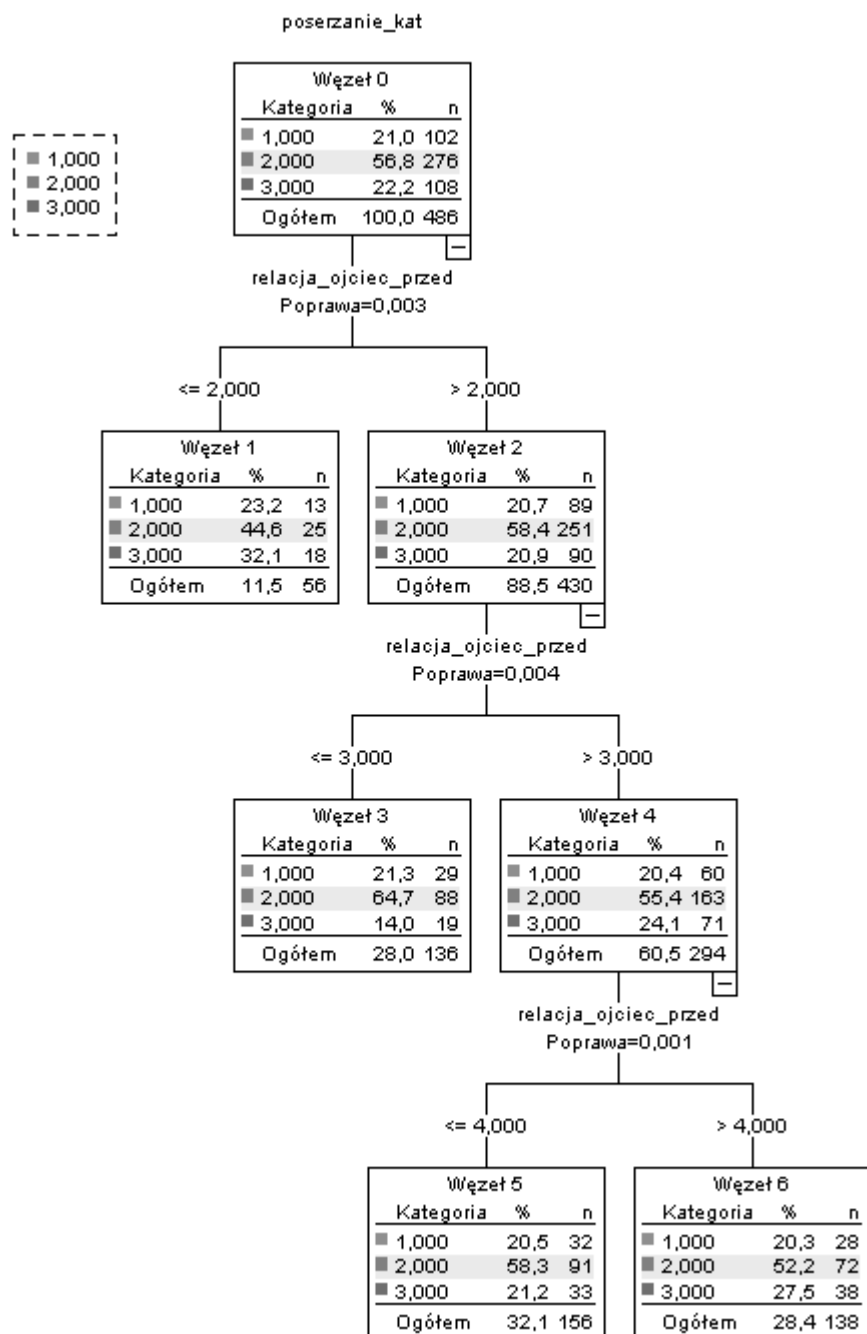 poserzanie_kat
Węzeł 0
Kategoria % n
1,000 21,0 102
2,000 56,8 276
3,000 22,2 108
Ogółem 100,0 486
1,000
2,000
3,000
relacja_ojciec_przed
Poprawa=0,003
<= 2,000
> 2,000
Węzeł 1
Kategoria % n
1,000 23,2 13
2,000 44,6 25
3,000 32,1 18
Ogółem 11,5 56
Węzeł 2
Kategoria % n
1,000 20,7 89
2,000 58,4 251
3,000 20,9 90
Ogółem 88,5 430
relacja_ojciec_przed
Poprawa=0,004
<= 3,000
> 3,000
Węzeł 3
Kategoria % n
1,000 21,3 29
2,000 64,7 88
3,000 14,0 19
Ogółem 28,0 136
Węzeł 4
Kategoria % n
1,000 20,4 60
2,000 55,4 163
3,000 24,1 71
Ogółem 60,5 294
relacja_ojciec_przed
Poprawa=0,001
<= 4,000
> 4,000
Węzeł 5
Kategoria % n
1,000 20,5 32
2,000 58,3 91
3,000 21,2 33
Ogółem 32,1 156
Węzeł 6
Kategoria % n
1,000 20,3 28
2,000 52,2 72
3,000 27,5 38
Ogółem 28,4 138